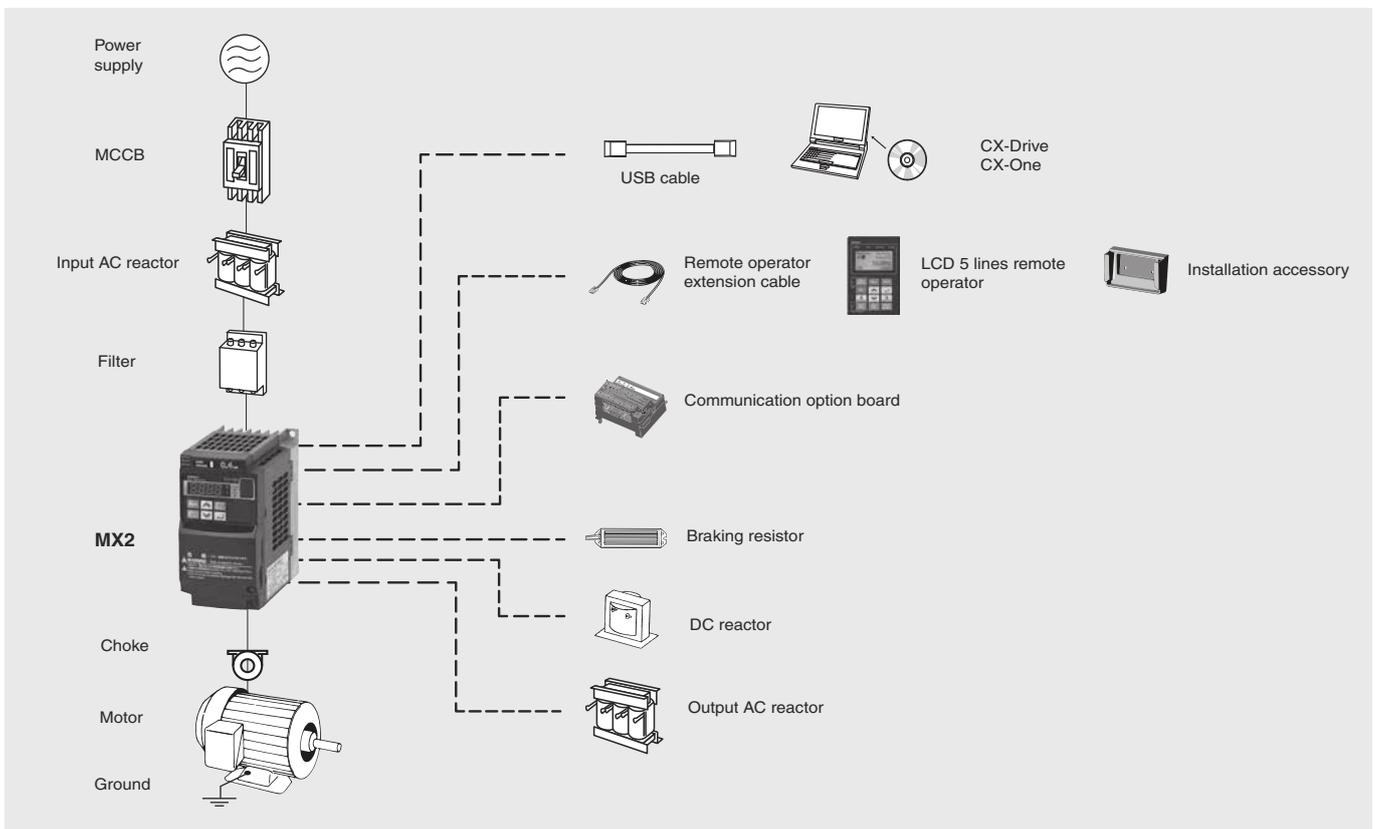 Power
supply
MCCB
Input AC reactor
Filter
MX2
Choke
Motor
Ground
USB cable
CX-Drive
CX-One
Remote operator
extension cable
LCD 5 lines remote
operator
Installation accessory
Communication option board
Braking resistor
DC reactor
Output AC reactor